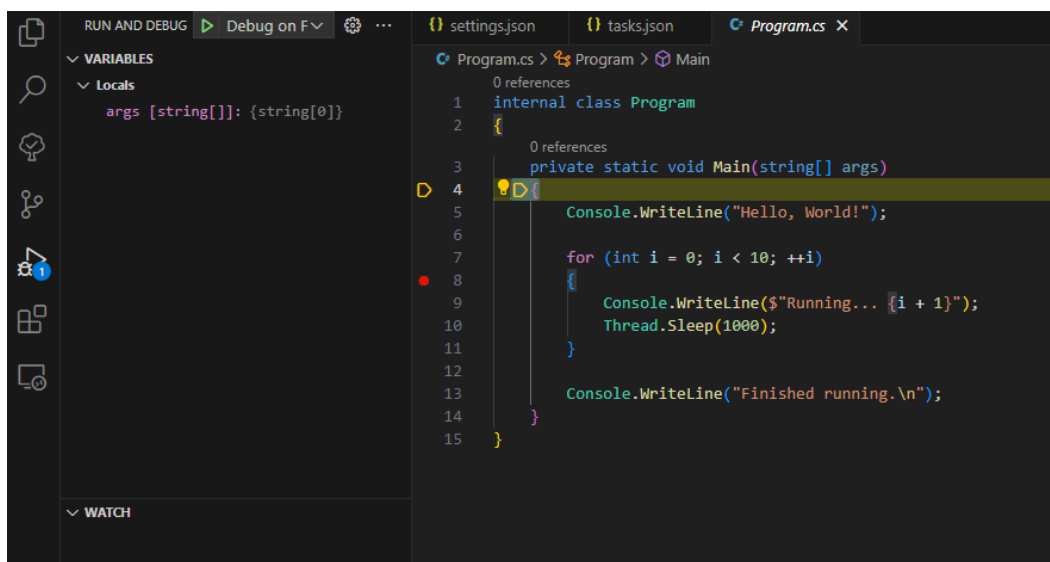 RUN AND DEBUG Debug on F
VARIABLES
Locals
args [string[]]: {string[0]}
WATCH
1
{} settings.json {} tasks.json C# Program.cs
C# Program.cs > Program > Main
0 references
1 internal class Program
2 {
0 references
3 private static void Main(string[] args)
4 {
5 Console.WriteLine("Hello, World!");
6
7 for (int i = 0; i < 10; ++i)
8 {
9 Console.WriteLine($"Running... {i + 1}");
10 Thread.Sleep(1000);
11 }
12
13 Console.WriteLine("Finished running.\n");
14 }
15 }